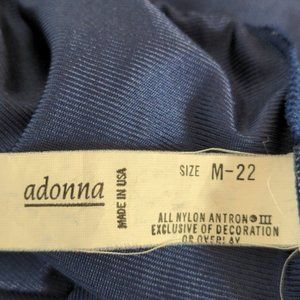 adonna
MADE IN USA
SIZE M-22
ALL NYLON ANTRON® III
EXCLUSIVE OF DECORATION
OR OVERLAY